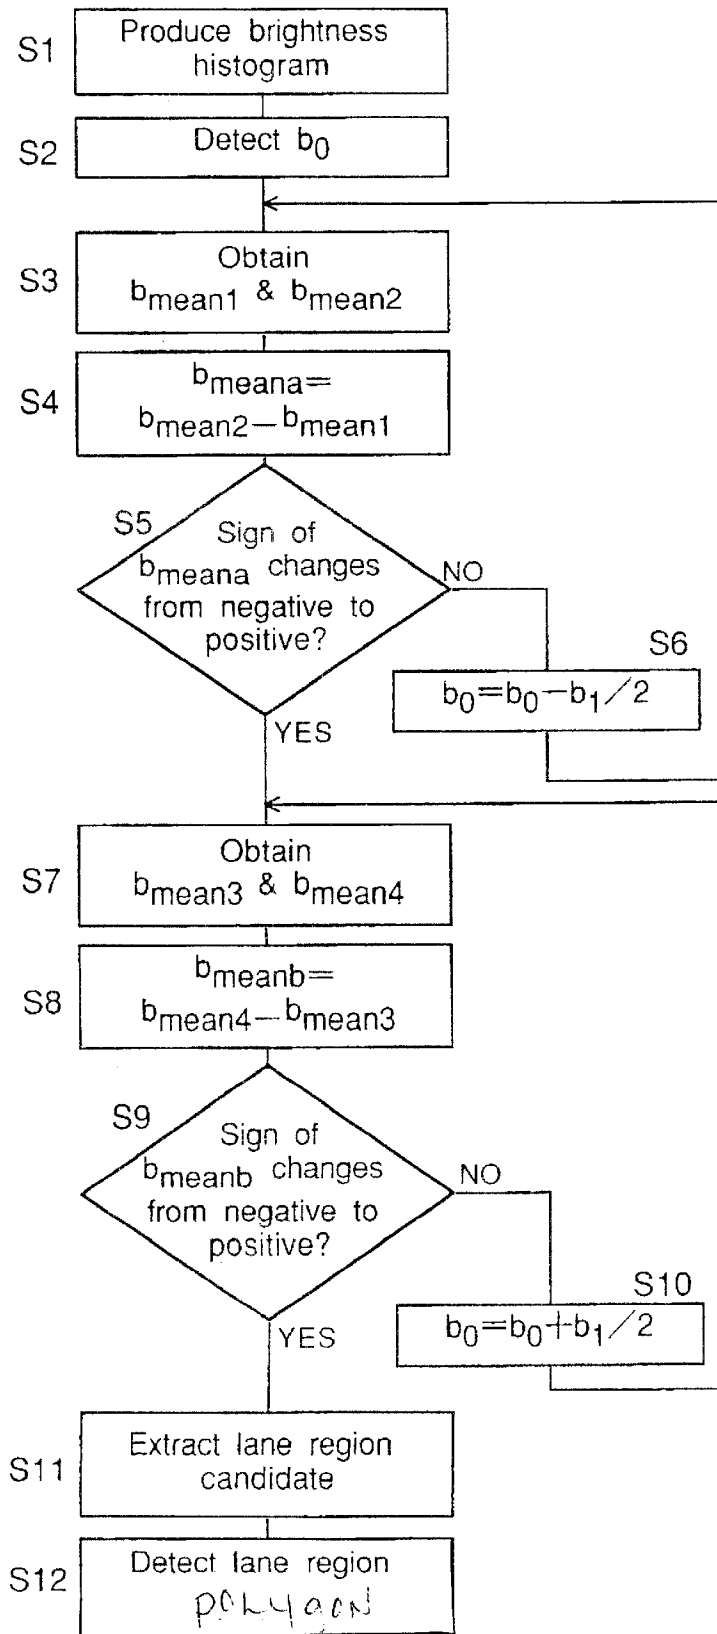 S1
Produce brightness
histogram
S2
Detect b0
S3
Obtain
bmean1 & bmean2
S4
bmeana=
bmean2−bmean1
S5
Sign of
bmeana changes
from negative to
positive?
NO
S6
b0=b0−b1/2
YES
S7
Obtain
bmean3 & bmean4
S8
bmeanb=
bmean4−bmean3
S9
Sign of
bmeanb changes
from negative to
positive?
NO
S10
b0=b0+b1/2
YES
S11
Extract lane region
candidate
S12
Detect lane region
POLYgON